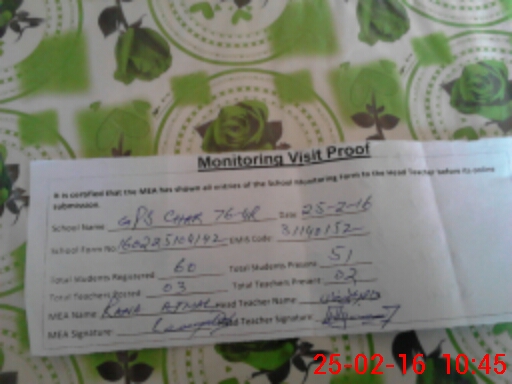 Monitoring Visit Proof
It is certified that the MEA has shown all entries of the School Monitoring Form to the Head Teacher before its online
submission.
School Name GPS CHAK 76-GR Date 25-2-16
School Form No EMIS Code: 31140152
Total Students Registered 60 Total Students Present 51
Total Teachers Posted 03 Total Teachers Present 02
MEA Name: Head Teacher Name:
MEA Signature: Head Teacher Signature
25-02-16 10:45